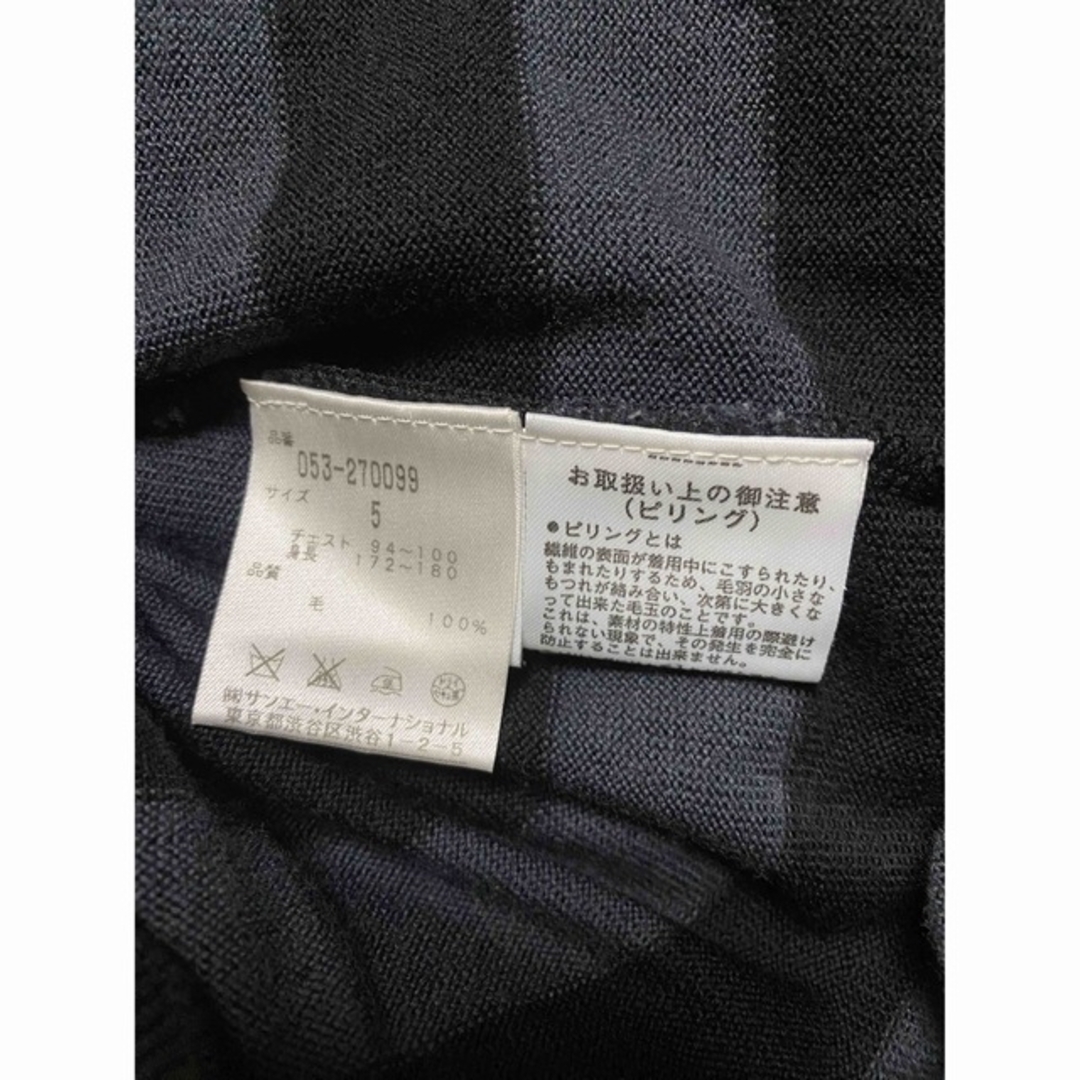 品番
053-270099
サイズ
5
チェスト 94~100
身長 172~180
品質
毛 100%
ドライ
㈱サンエー・インターナショナル
東京都渋谷区渋谷1-2-5
お取扱い上の御注意
(ピリング)
●ピリングとは
繊維の表面が着用中にこすられたり、
もまれたりするため、毛羽の小さな
もつれが絡み合い、次第に大きくな
って出来た毛玉のことです。
これは、素材の特性上着用の際避け
られない現象で、その発生を完全に
防止することは出来ません。